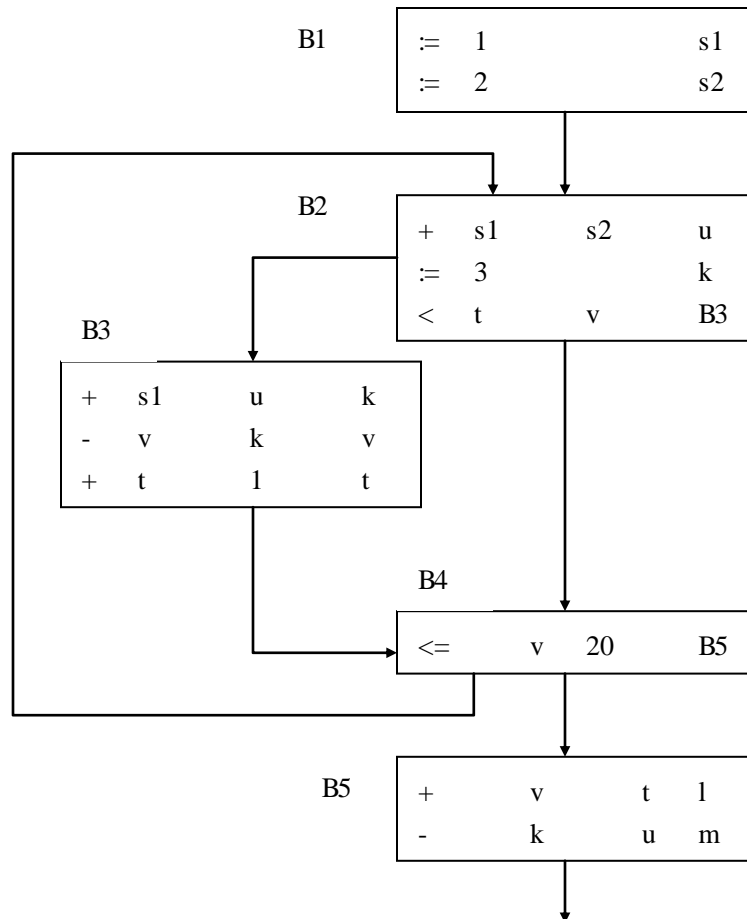 B1
:= 1 s1
:= 2 s2
B2
+ s1 s2 u
:= 3 k
< t v B3
B3
+ s1 u k
- v k v
+ t 1 t
B4
<= v 20 B5
B5
+ v t l
- k u m